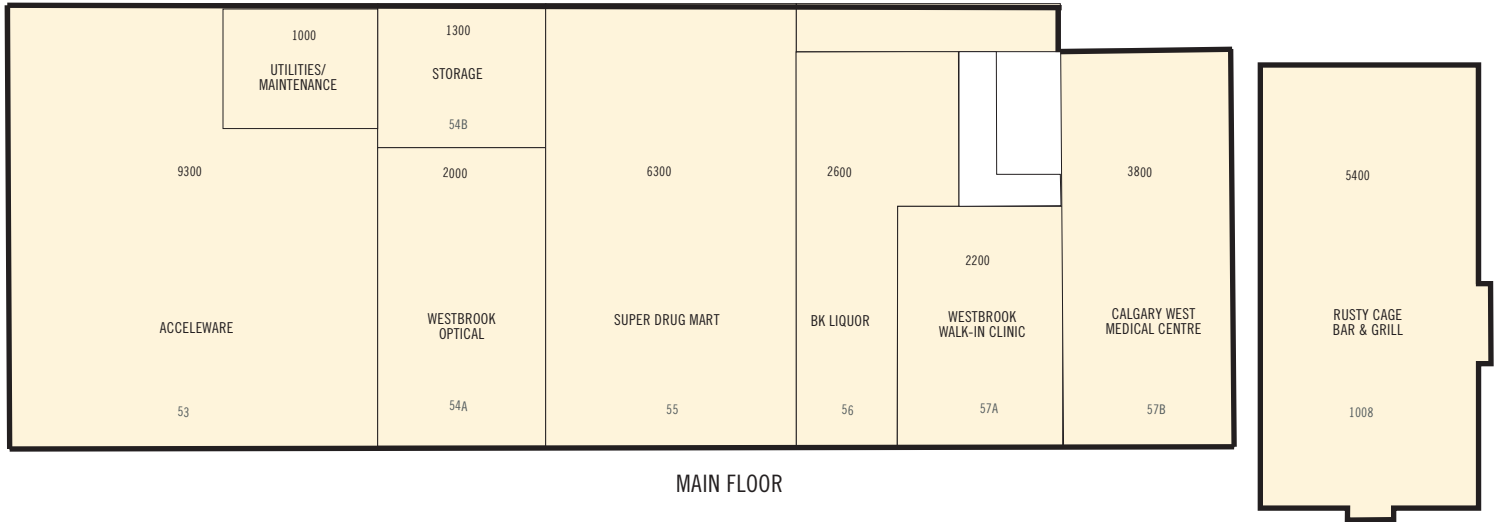 1000
UTILITIES/
MAINTENANCE
1300
STORAGE
54B
9300
ACCELEWARE
53
2000
WESTBROOK
OPTICAL
54A
6300
SUPER DRUG MART
55
2600
BK LIQUOR
56
2200
WESTBROOK
WALK-IN CLINIC
57A
3800
CALGARY WEST
MEDICAL CENTRE
57B
5400
RUSTY CAGE
BAR & GRILL
1008
MAIN FLOOR